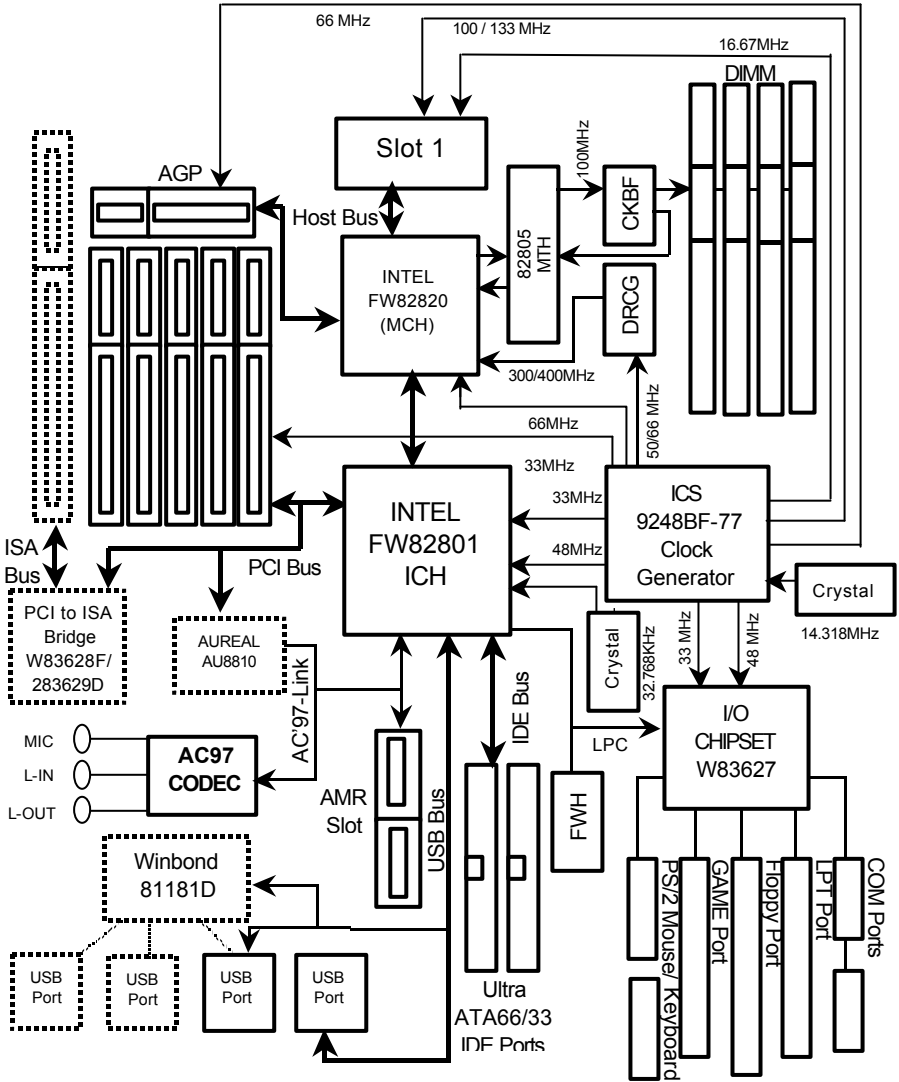 66 MHz
100 / 133 MHz
16.67MHz
DIMM
Slot 1
AGP
Host Bus
100MHz
CKBF
82805
MTH
INTEL
FW82820
(MCH)
DRCG
300/400MHz
50/66 MHz
66MHz
33MHz
INTEL
FW82801
ICH
33MHz
48MHz
ICS
9248BF-77
Clock
Generator
Crystal
14.318MHz
ISA
Bus
PCI Bus
PCI to ISA
Bridge
W83628F/
283629D
AUREAL
AU8810
Crystal
32.768KHz
33 MHz
48 MHz
AC'97-Link
IDE Bus
LPC
I/O
CHIPSET
W83627
MIC
L-IN
L-OUT
AC97
CODEC
AMR
Slot
USB Bus
FWH
Winbond
81181D
PS/2 Mouse/ Keyboard
GAME Port
Floppy Port
LPT Port
COM Ports
USB
Port
USB
Port
USB
Port
USB
Port
Ultra
ATA66/33
IDE Ports